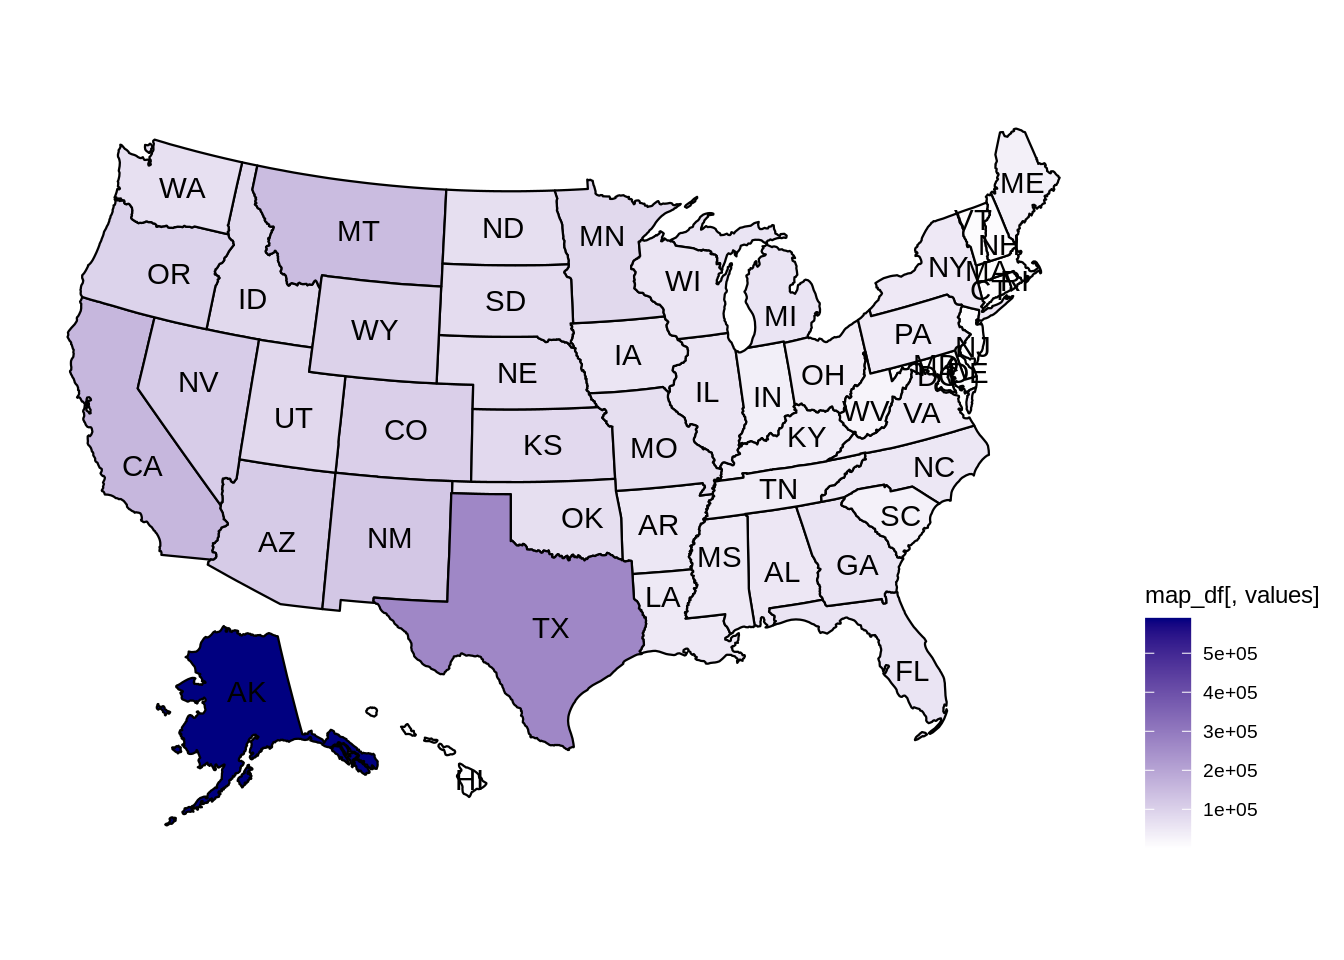 ME
WA
VT
MT
ND
MN
NH
OR
NY
MA
WI
RI
CT
ID
SD
MI
WY
PA
NJ
IA
NE
OH
MD
DC
DE
NV
IL
IN
UT
CO
WV
VA
KY
KS
MO
CA
NC
TN
SC
OK
AR
NM
AZ
MS
GA
AL
LA
TX
FL
AK
HI
map_df[, values]
5e+05
4e+05
3e+05
2e+05
1e+05